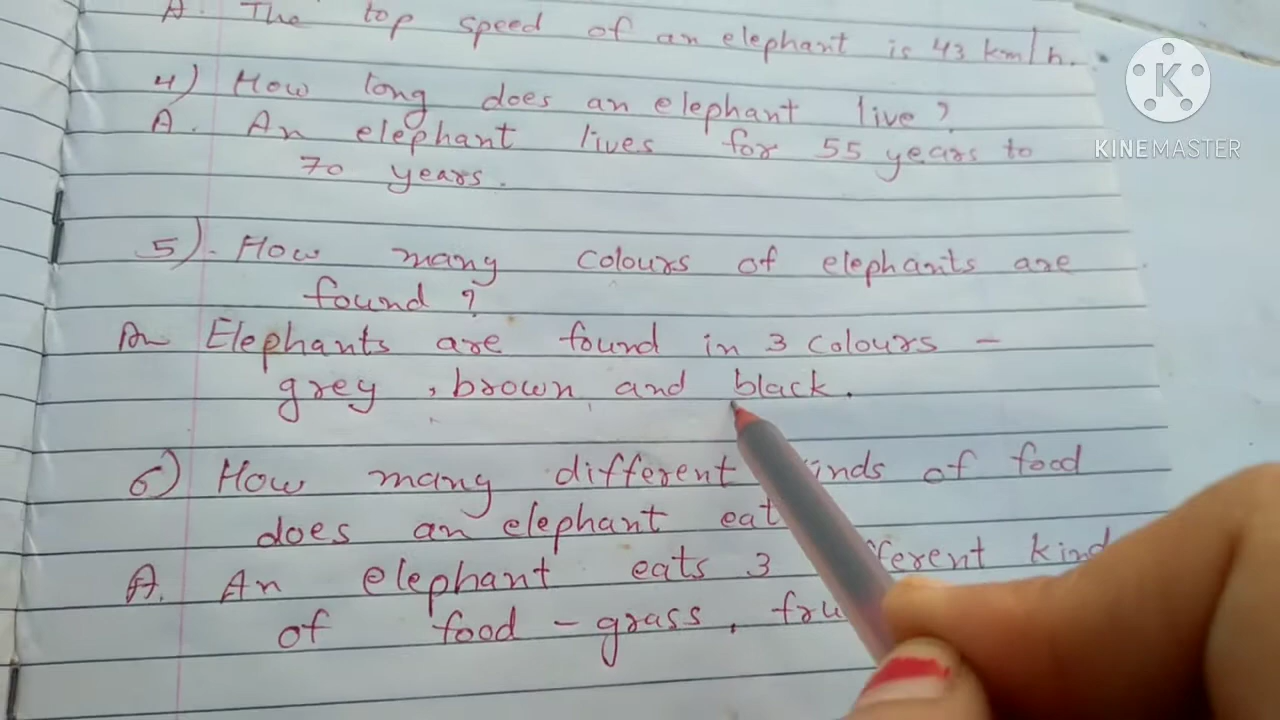 A. The top speed of an elephant is 43 km/h.
4) How long does an elephant live?
A. An elephant lives for 55 years to
70 years.
5). How many colours of elephants are
found?
An Elephants are found in 3 colours -
grey, brown and black.
6) How many different of food
does an elephant eat
A. An elephant eats 3
of food - grass,
K
KINEMASTER